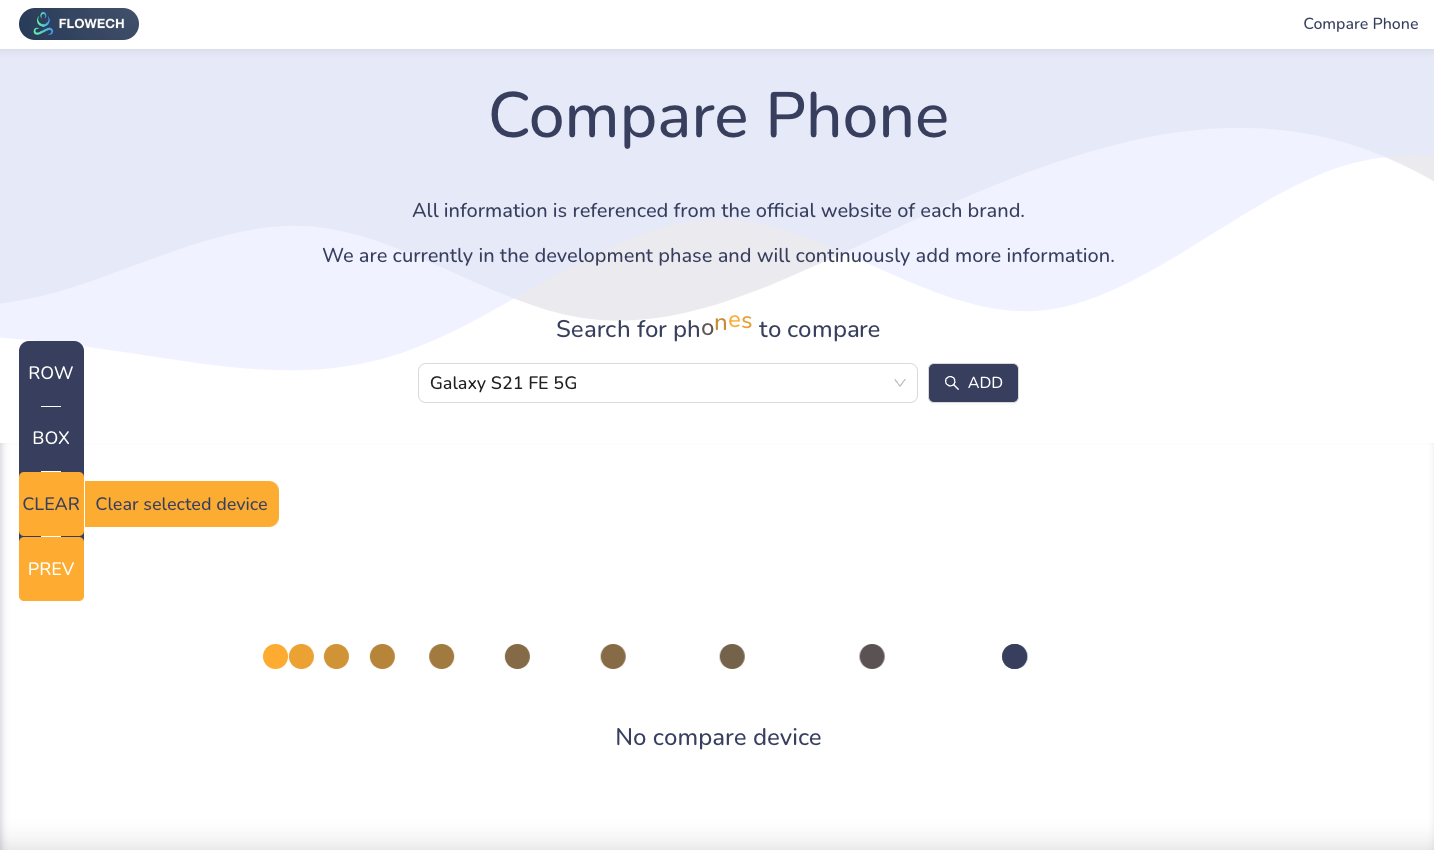 FLOWECH
Compare Phone
Compare Phone
All information is referenced from the official website of each brand.
We are currently in the development phase and will continuously add more information.
Search for phones to compare
Galaxy S21 FE 5G
ADD
ROW
BOX
CLEAR
Clear selected device
PREV
No compare device